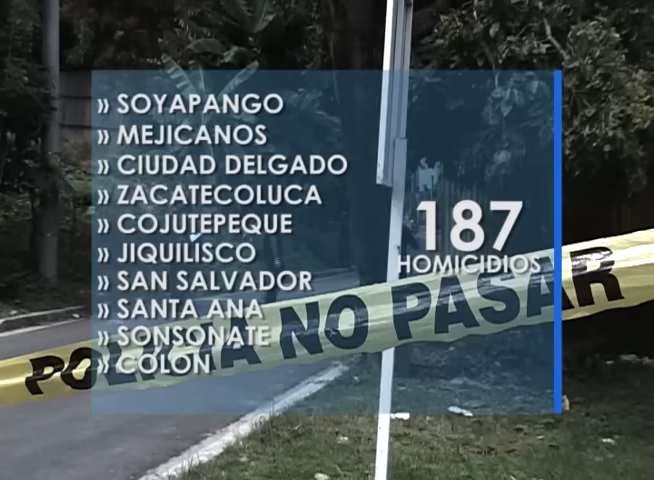 » SOYAPANGO
» MEJICANOS
» CIUDAD DELGADO
» ZACATECOLUCA
» COJUTEPEQUE
» JIQUILISCO
» SAN SALVADOR
» SANTA ANA
» SONSONATE
» COLÓN
187
HOMICIDIOS
POLICIA NO PASAR